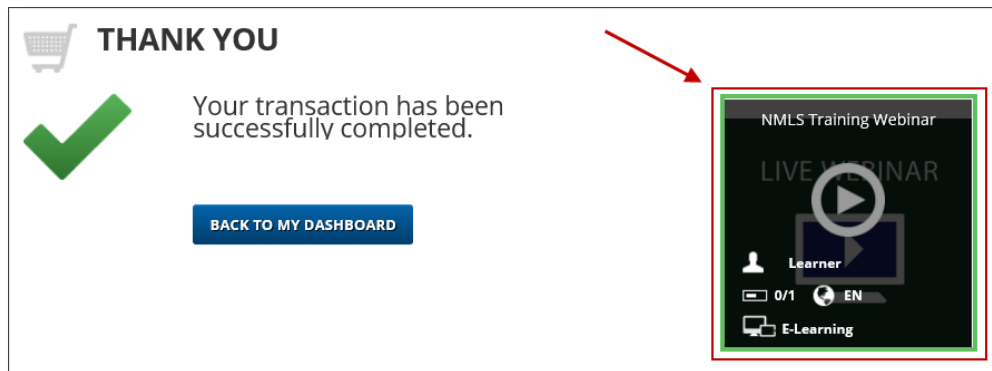 THANK YOU
Your transaction has been
successfully completed.
BACK TO MY DASHBOARD
NMLS Training Webinar
LIVE WEBINAR
Learner
0/1 EN
E-Learning